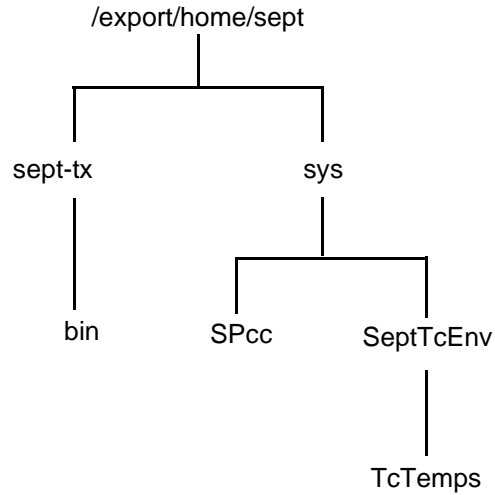 /export/home/sept
sept-tx
sys
bin
SPcc
SeptTcEnv
TcTemps